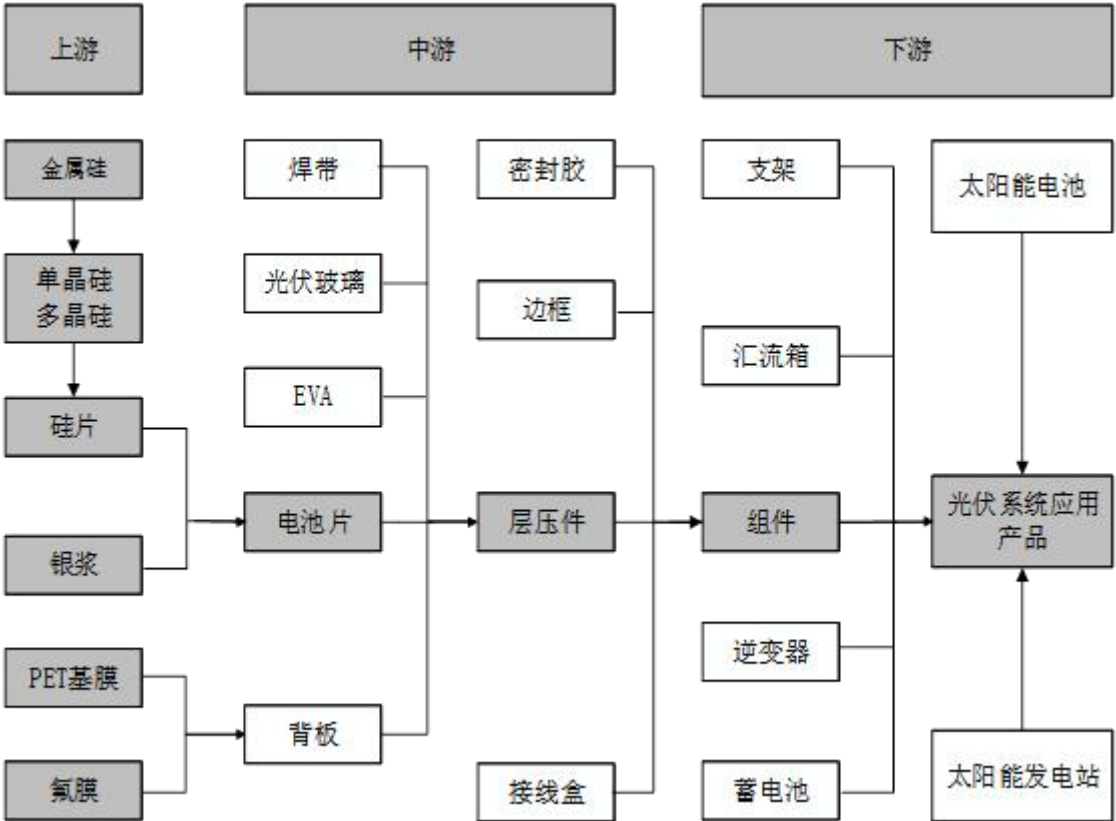 上游
中游
下游
金属硅
焊带
密封胶
支架
太阳能电池
单晶硅
多晶硅
光伏玻璃
边框
汇流箱
EVA
硅片
电池片
层压件
组件
光伏系统应用
产品
银浆
逆变器
PET基膜
背板
氟膜
接线盒
蓄电池
太阳能发电站